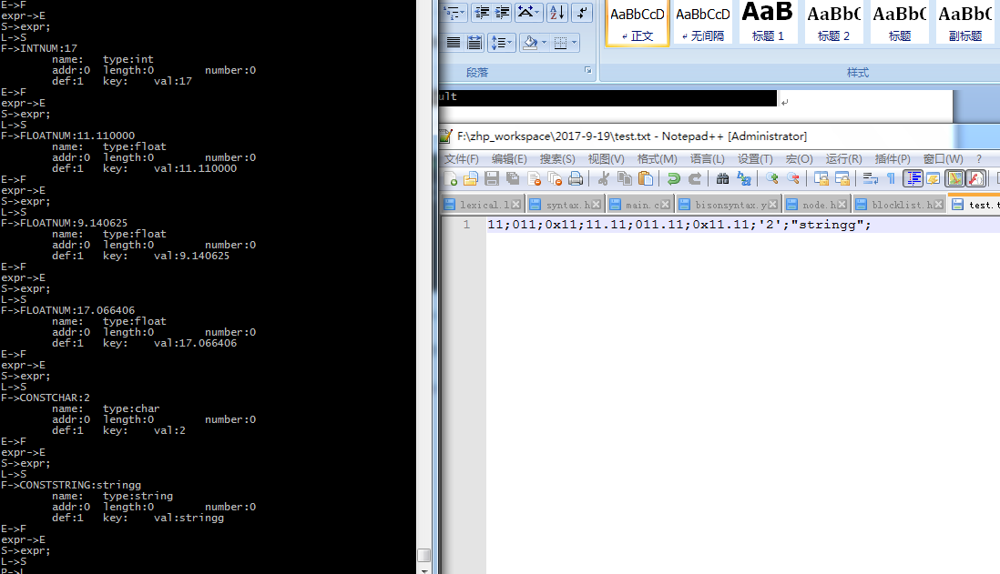 E->F
expr->E
S->expr;
L->S
F->INTNUM:17
name: type:int
addr:0 length:0 number:0
def:1 key: val:17
E->F
expr->E
S->expr;
L->S
F->FLOATNUM:11.110000
name: type:float
addr:0 length:0 number:0
def:1 key: val:11.110000
E->F
expr->E
S->expr;
L->S
F->FLOATNUM:9.140625
name: type:float
addr:0 length:0 number:0
def:1 key: val:9.140625
E->F
expr->E
S->expr;
L->S
F->FLOATNUM:17.066406
name: type:float
addr:0 length:0 number:0
def:1 key: val:17.066406
E->F
expr->E
S->expr;
L->S
F->CONSTCHAR:2
name: type:char
addr:0 length:0 number:0
def:1 key: val:2
E->F
expr->E
S->expr;
L->S
F->CONSTSTRING:stringg
name: type:string
addr:0 length:0 number:0
def:1 key: val:stringg
E->F
expr->E
S->expr;
L->S
P->L
AaBbCcD AaBbCcD AaB AaBb( AaBb( AaBb(
正文 无间隔 标题 1 标题 2 标题 副标题
段落 样式
ult
F:\zhp_workspace\2017-9-19\test.txt - Notepad++ [Administrator]
文件(F) 编辑(E) 搜索(S) 视图(V) 格式(M) 语言(L) 设置(T) 宏(O) 运行(R) 插件(P) 窗口(W) ?
lexical.l syntax.h main.c bisonsyntax.y node.h blocklist.h test.t
1 11;011;0x11;11.11;011.11;0x11.11;'2';"stringg";